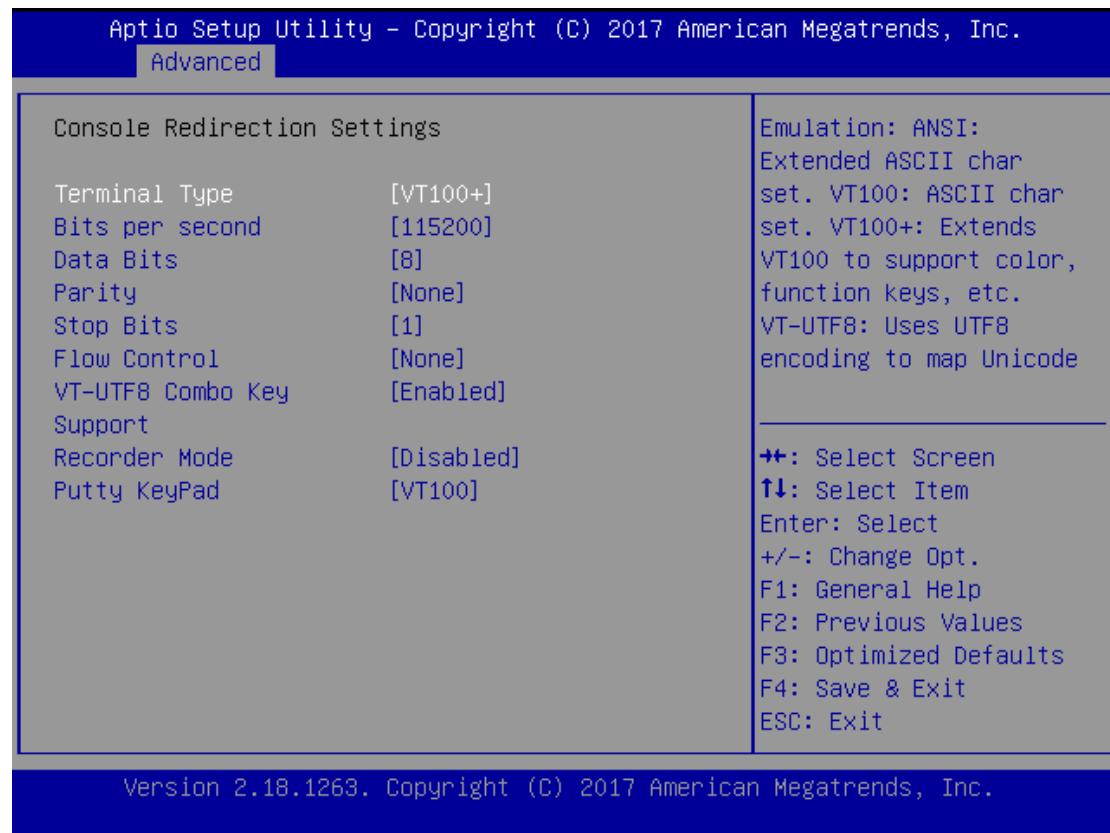 Aptio Setup Utility – Copyright (C) 2017 American Megatrends, Inc.
Advanced
Console Redirection Settings
Terminal Type [VT100+]
Bits per second [115200]
Data Bits [8]
Parity [None]
Stop Bits [1]
Flow Control [None]
VT-UTF8 Combo Key [Enabled]
Support
Recorder Mode [Disabled]
Putty KeyPad [VT100]
Emulation: ANSI:
Extended ASCII char
set. VT100: ASCII char
set. VT100+: Extends
VT100 to support color,
function keys, etc.
VT-UTF8: Uses UTF8
encoding to map Unicode
→←: Select Screen
↑↓: Select Item
Enter: Select
+/-: Change Opt.
F1: General Help
F2: Previous Values
F3: Optimized Defaults
F4: Save & Exit
ESC: Exit
Version 2.18.1263. Copyright (C) 2017 American Megatrends, Inc.